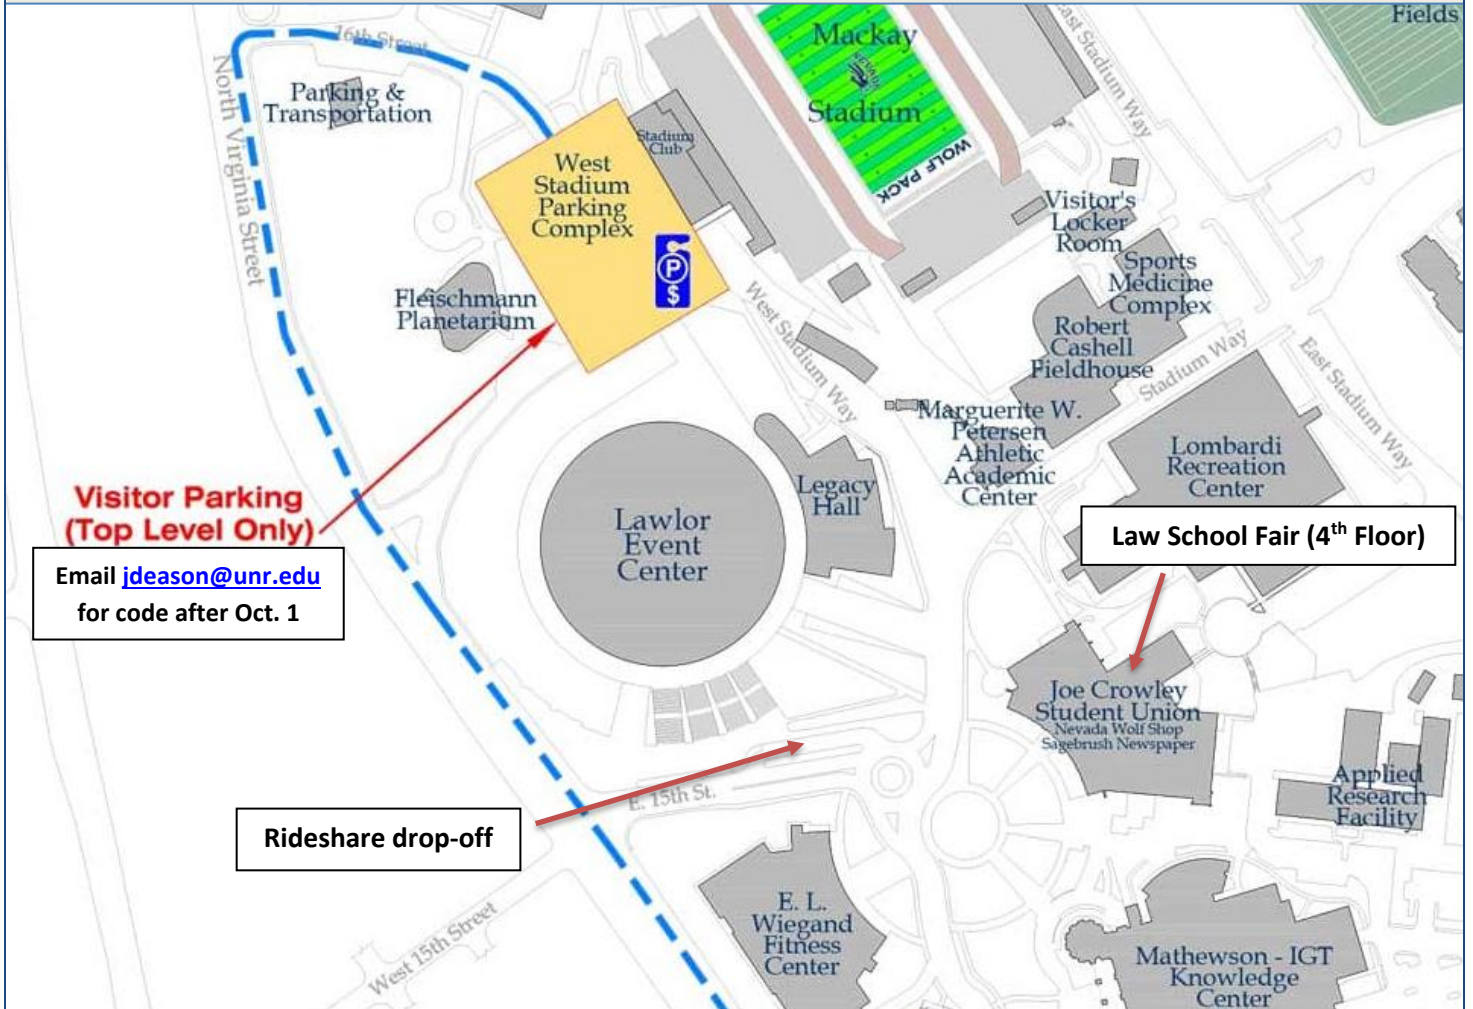 Fields
16th Street
Mackay
NEVADA
Stadium
WOLF PACK
East Stadium Way
North Virginia Street
Parking &
Transportation
Stadium
Club
West
Stadium
Parking
Complex
P
$
Visitor's
Locker
Room
Sports
Medicine
Complex
Fleischmann
Planetarium
West Stadium Way
Robert
Cashell
Fieldhouse
Stadium Way
East Stadium Way
Marguerite W.
Petersen
Athletic
Academic
Center
Lombardi
Recreation
Center
Legacy
Hall
Visitor Parking
(Top Level Only)
Email jdeason@unr.edu
for code after Oct. 1
Lawlor
Event
Center
Law School Fair (4th Floor)
Joe Crowley
Student Union
Nevada Wolf Shop
Sagebrush Newspaper
Applied
Research
Facility
E. 15th St.
Rideshare drop-off
West 15th Street
E. L.
Wiegand
Fitness
Center
Mathewson - IGT
Knowledge
Center